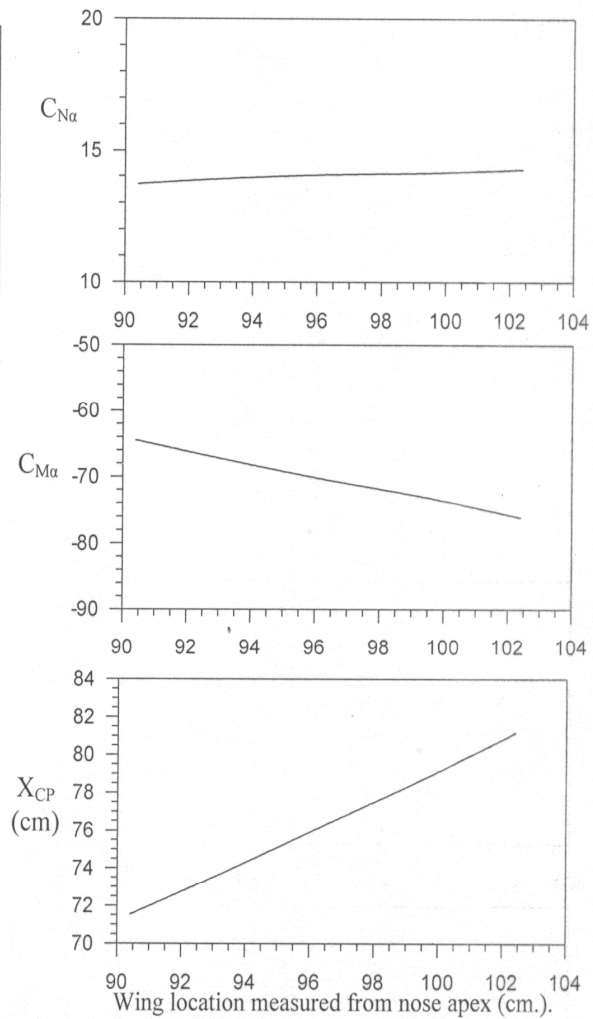 20
C_Nα
15
10
90 92 94 96 98 100 102 104
-50
-60
C_Mα -70
-80
-90
90 92 94 96 98 100 102 104
84
82
80
X_CP 78
(cm) 76
74
72
70
90 92 94 96 98 100 102 104
Wing location measured from nose apex (cm.).